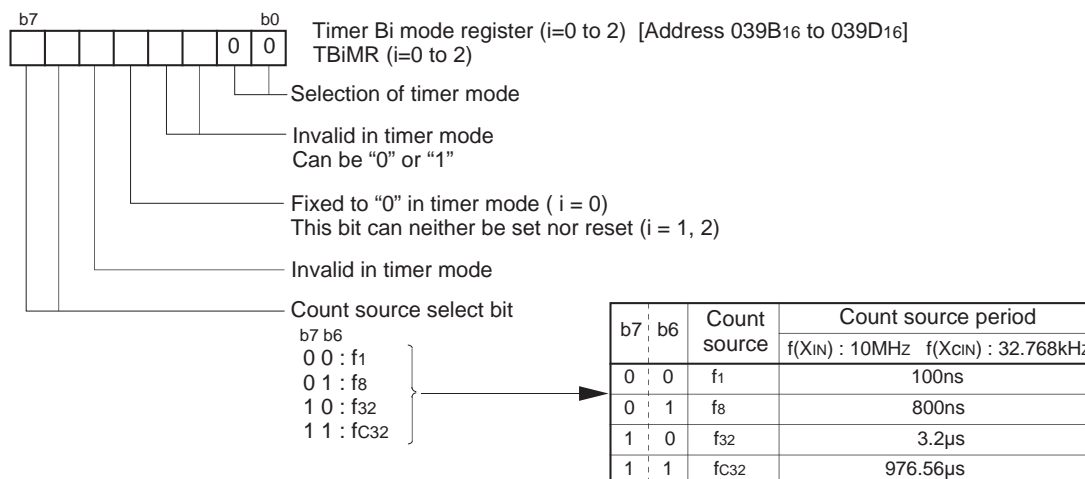 b7 b0
0 0
Timer Bi mode register (i=0 to 2) [Address 039B16 to 039D16]
TBiMR (i=0 to 2)
Selection of timer mode
Invalid in timer mode
Can be “0” or “1”
Fixed to “0” in timer mode ( i = 0)
This bit can neither be set nor reset (i = 1, 2)
Invalid in timer mode
Count source select bit
b7 b6
0 0 : f1
0 1 : f8
1 0 : f32
1 1 : fC32
b7 b6 Count source Count source period
f(XIN) : 10MHz f(XCIN) : 32.768kHz
0 0 f1 100ns
0 1 f8 800ns
1 0 f32 3.2µs
1 1 fC32 976.56µs